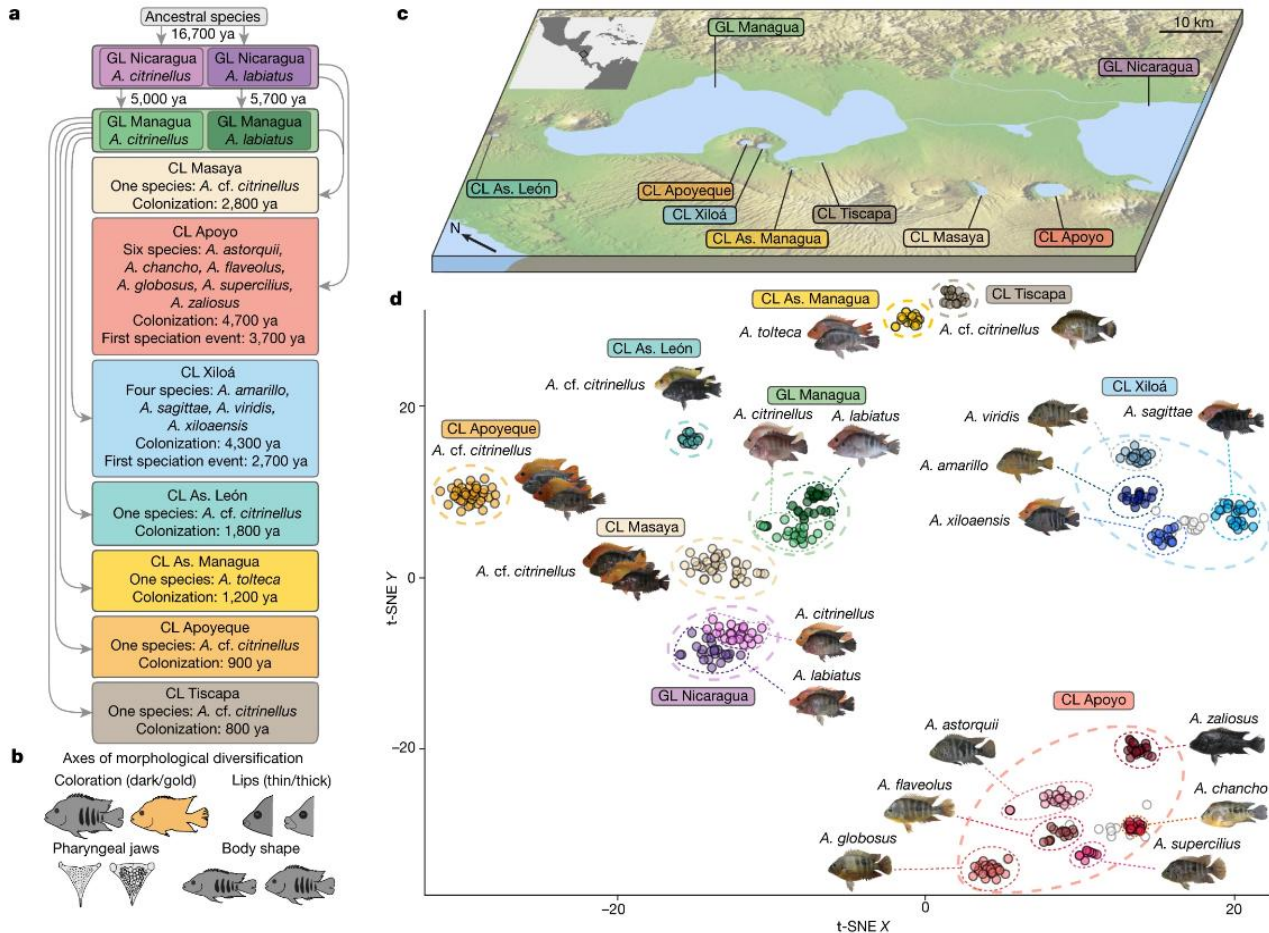 a
Ancestral species
16,700 ya
GL Nicaragua
A. citrinellus
GL Nicaragua
A. labiatus
5,000 ya
5,700 ya
GL Managua
A. citrinellus
GL Managua
A. labiatus
CL Masaya
One species: A. cf. citrinellus
Colonization: 2,800 ya
CL Apoyo
Six species: A. astorquii,
A. chancho, A. flaveolus,
A. globosus, A. supercilius,
A. zaliosus
Colonization: 4,700 ya
First speciation event: 3,700 ya
CL Xiloá
Four species: A. amarillo,
A. sagittae, A. viridis,
A. xiloaensis
Colonization: 4,300 ya
First speciation event: 2,700 ya
CL As. León
One species: A. cf. citrinellus
Colonization: 1,800 ya
CL As. Managua
One species: A. tolteca
Colonization: 1,200 ya
CL Apoyeque
One species: A. cf. citrinellus
Colonization: 900 ya
CL Tiscapa
One species: A. cf. citrinellus
Colonization: 800 ya
b
Axes of morphological diversification
Coloration (dark/gold)
Lips (thin/thick)
Pharyngeal jaws
Body shape
c
GL Managua
10 km
GL Nicaragua
CL As. León
CL Apoyeque
CL Xiloá
CL Tiscapa
CL As. Managua
CL Masaya
CL Apoyo
N
d
CL As. Managua
CL Tiscapa
A. tolteca
A. cf. citrinellus
CL As. León
A. cf. citrinellus
GL Managua
A. citrinellus
A. labiatus
CL Xiloá
A. viridis
A. sagittae
A. amarillo
A. xiloaensis
CL Apoyeque
A. cf. citrinellus
CL Masaya
A. cf. citrinellus
A. citrinellus
A. labiatus
GL Nicaragua
CL Apoyo
A. astorquii
A. zaliosus
A. flaveolus
A. chancho
A. globosus
A. supercilius
20
0
−20
t-SNE Y
−20
0
20
t-SNE X